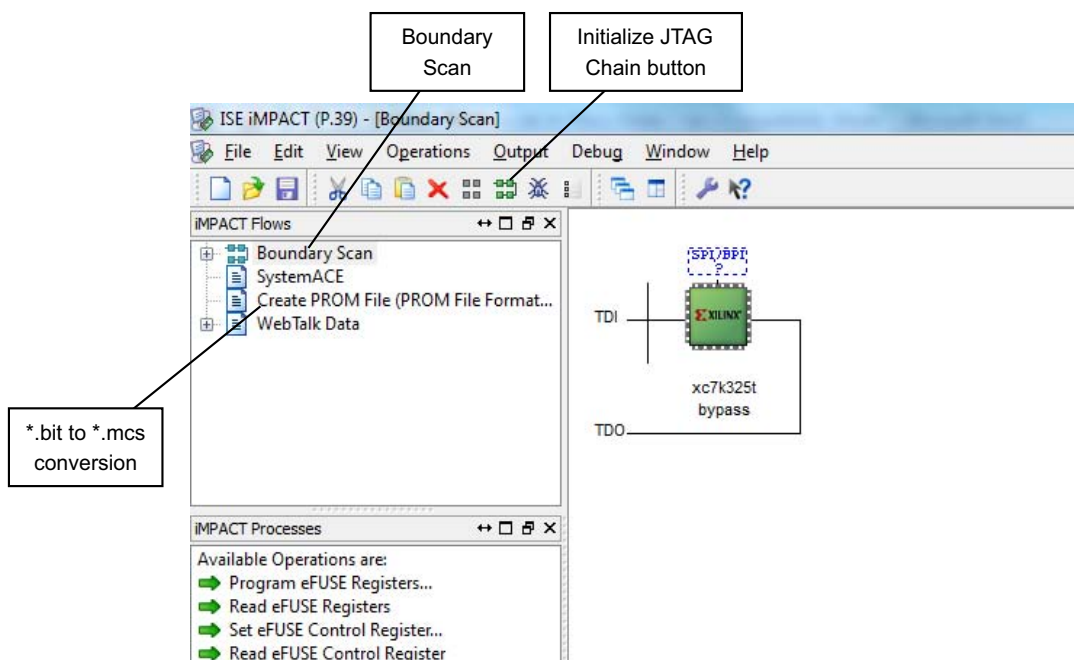 Boundary
Scan
Initialize JTAG
Chain button
ISE iMPACT (P.39) - [Boundary Scan]
File Edit View Operations Output Debug Window Help
iMPACT Flows
Boundary Scan
SystemACE
Create PROM File (PROM File Format...
WebTalk Data
*.bit to *.mcs
conversion
SPI/BPI
?
TDI
XILINX
xc7k325t
bypass
TDO
iMPACT Processes
Available Operations are:
Program eFUSE Registers...
Read eFUSE Registers
Set eFUSE Control Register...
Read eFUSE Control Register